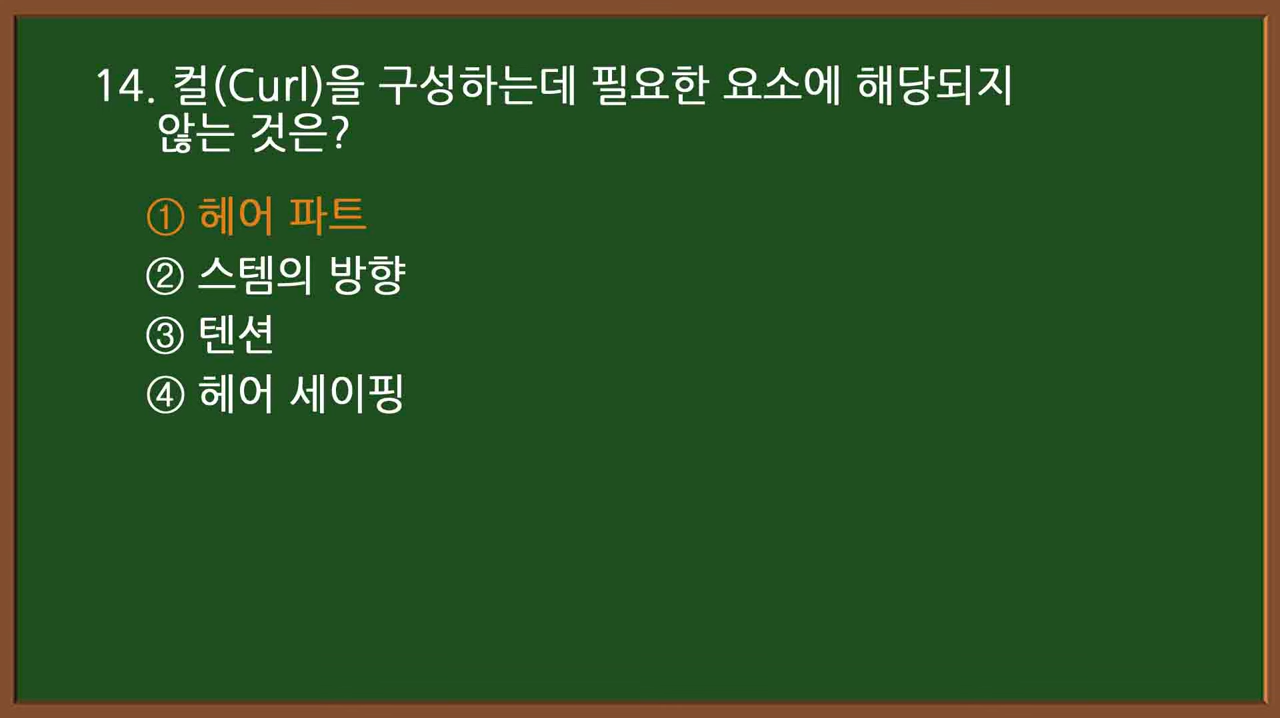 14. 컬(Curl)을 구성하는데 필요한 요소에 해당되지
않는 것은?
① 헤어 파트
② 스템의 방향
③ 텐션
④ 헤어 세이핑